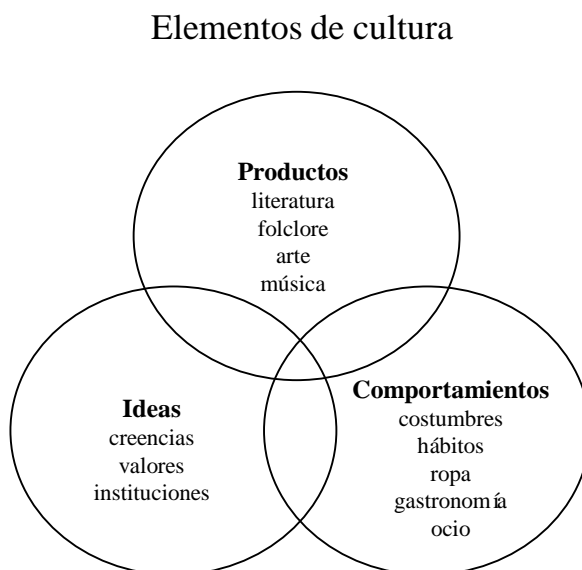 Elementos de cultura
Productos
literatura
folclore
arte
música
Ideas
creencias
valores
instituciones
Comportamientos
costumbres
hábitos
ropa
gastronomía
ocio